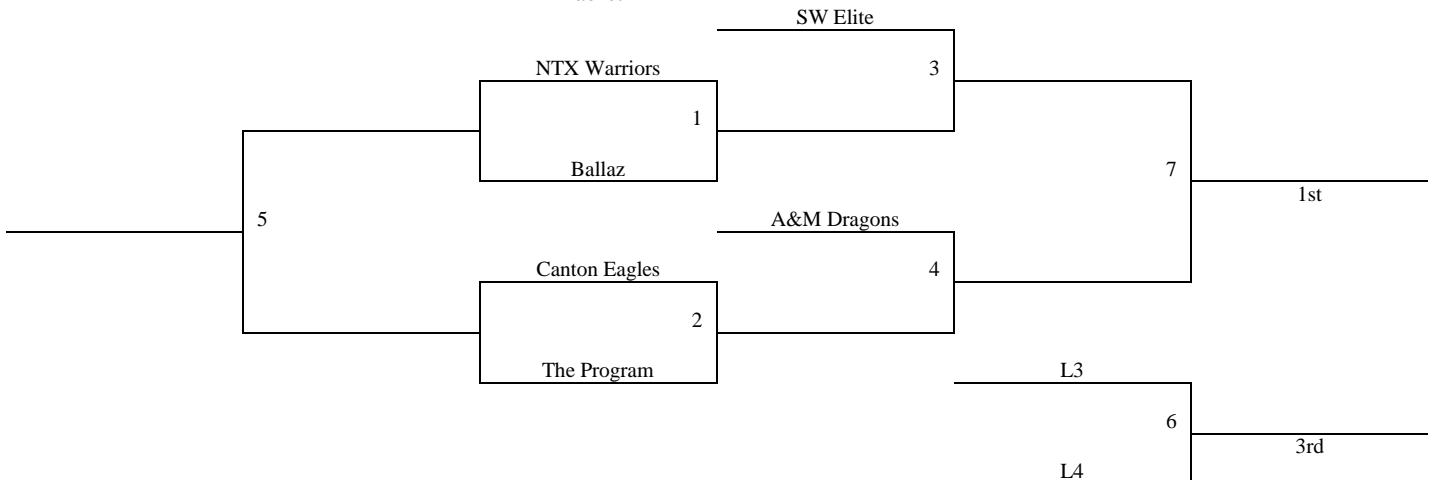 SW Elite
NTX Warriors
3
1
Ballaz
7
1st
5
A&M Dragons
Canton Eagles
4
2
The Program
L3
6
3rd
L4